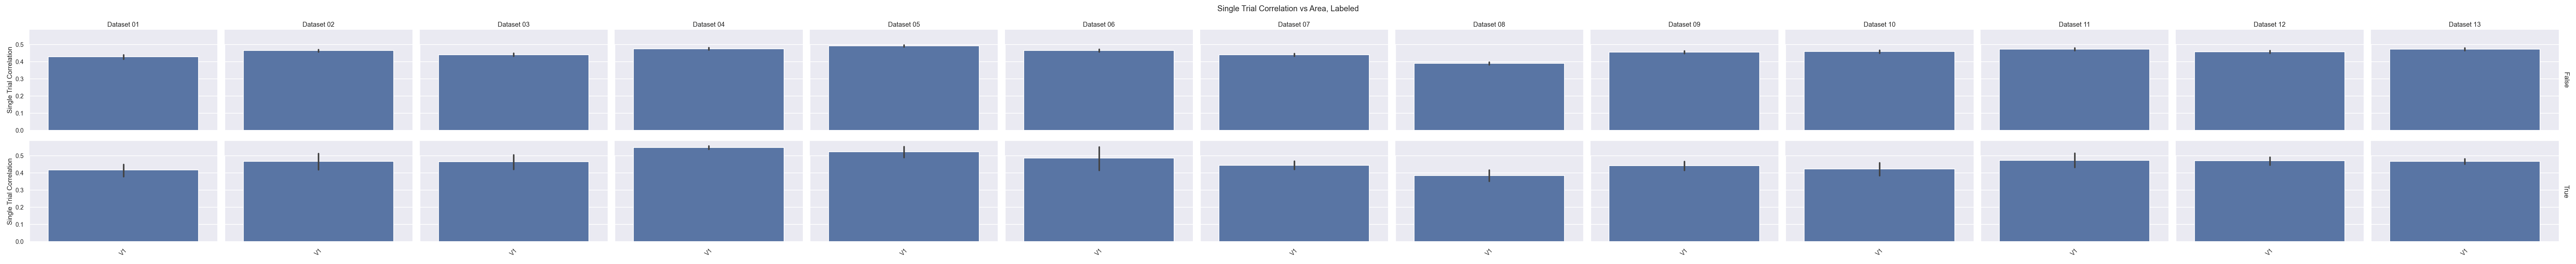 Single Trial Correlation vs Area, Labeled
Dataset 01 Dataset 02 Dataset 03 Dataset 04 Dataset 05 Dataset 06 Dataset 07 Dataset 08 Dataset 09 Dataset 10 Dataset 11 Dataset 12 Dataset 13
Single Trial Correlation
0.5
0.4
0.3
0.2
0.1
0.0
False
Single Trial Correlation
0.5
0.4
0.3
0.2
0.1
0.0
True
V1 V1 V1 V1 V1 V1 V1 V1 V1 V1 V1 V1 V1